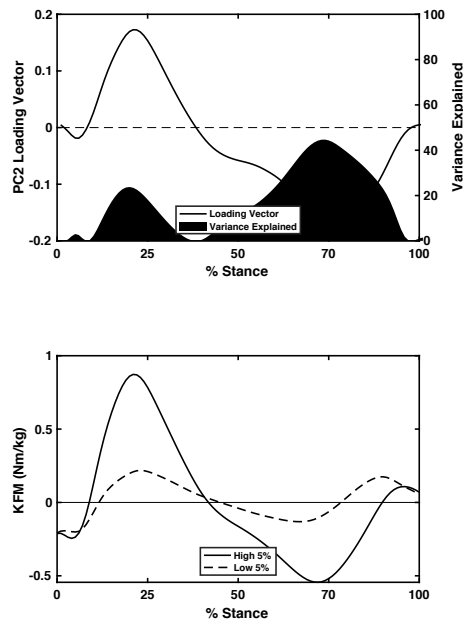 0.2
0.1
0
-0.1
-0.2
PC2 Loading Vector
100
80
60
40
20
0
Variance Explained
Loading Vector
Variance Explained
0 25 50 70 100
% Stance
1
0.5
0
-0.5
KFM (Nm/kg)
High 5%
Low 5%
0 25 50 70 100
% Stance